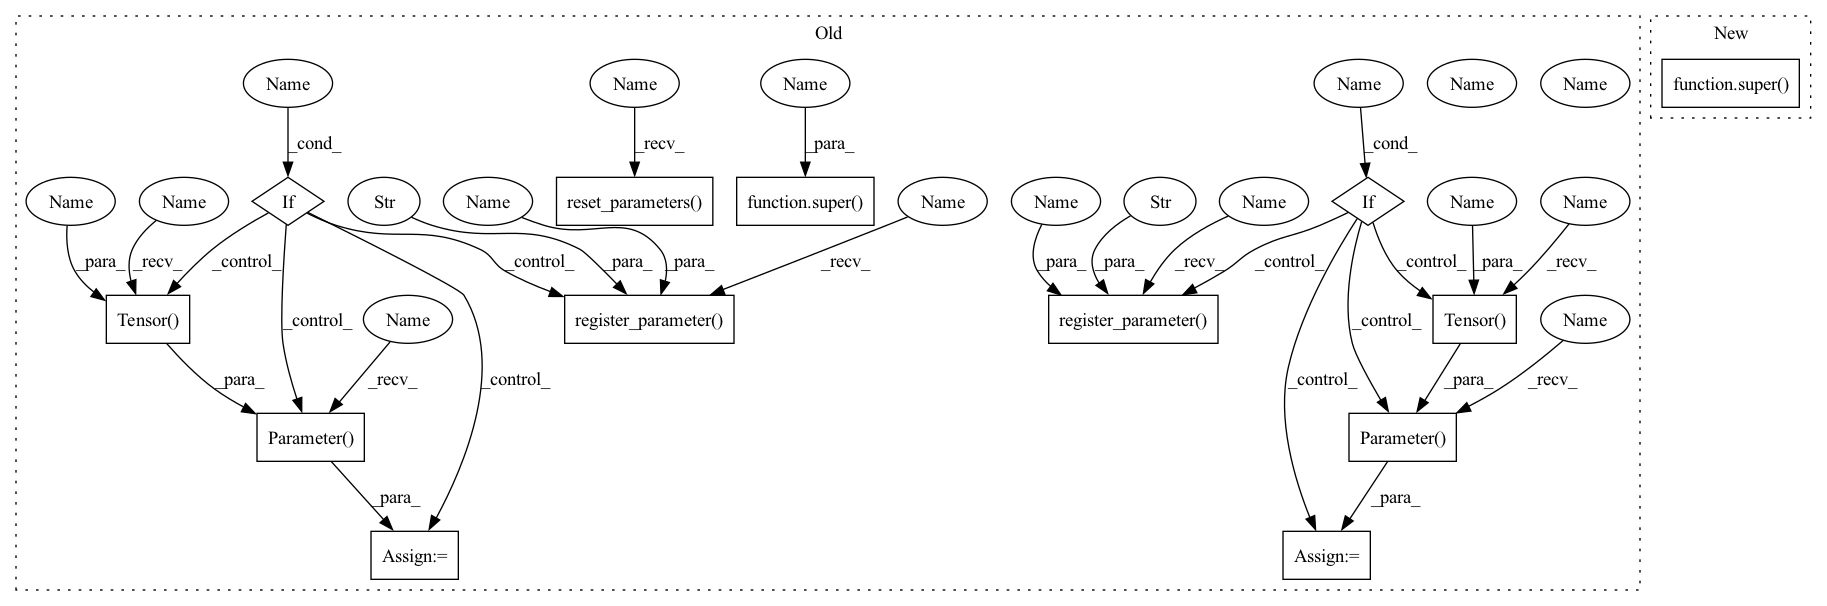 Old
New
Name
Name
Name
Name
Name
Name
function.super()
_cond_
_recv_
_para_
_cond_
Name
Name
If
Str
Name
reset_parameters()
function.super()
Name
Name
Str
Name
If
Name
Name
_para_
_recv_
_control_
_control_
_para_
_para_
_recv_
_para_
_para_
_recv_
_control_
_control_
_para_
_recv_
Tensor()
_control_
Name
register_parameter()
register_parameter()
_control_
Tensor()
Name
_para_
_recv_
_control_
_control_
_para_
_recv_
Parameter()
Parameter()
_para_
_para_
Assign:=
Assign:=